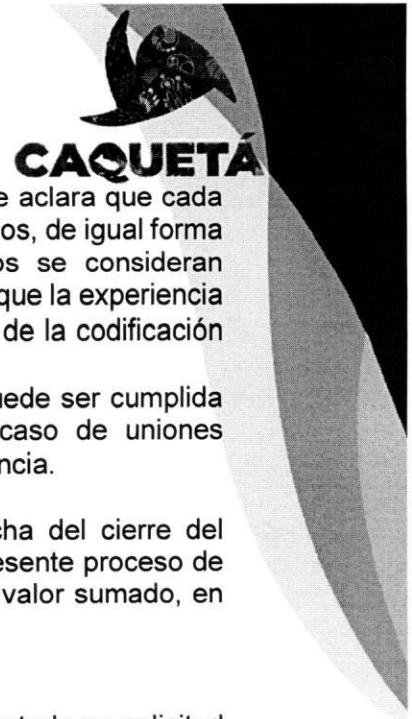 CAQUETÁ
e aclara que cada
os, de igual forma
os se consideran
que la experiencia
de la codificación
uede ser cumplida
caso de uniones
ncia.
cha del cierre del
esente proceso de
valor sumado, en